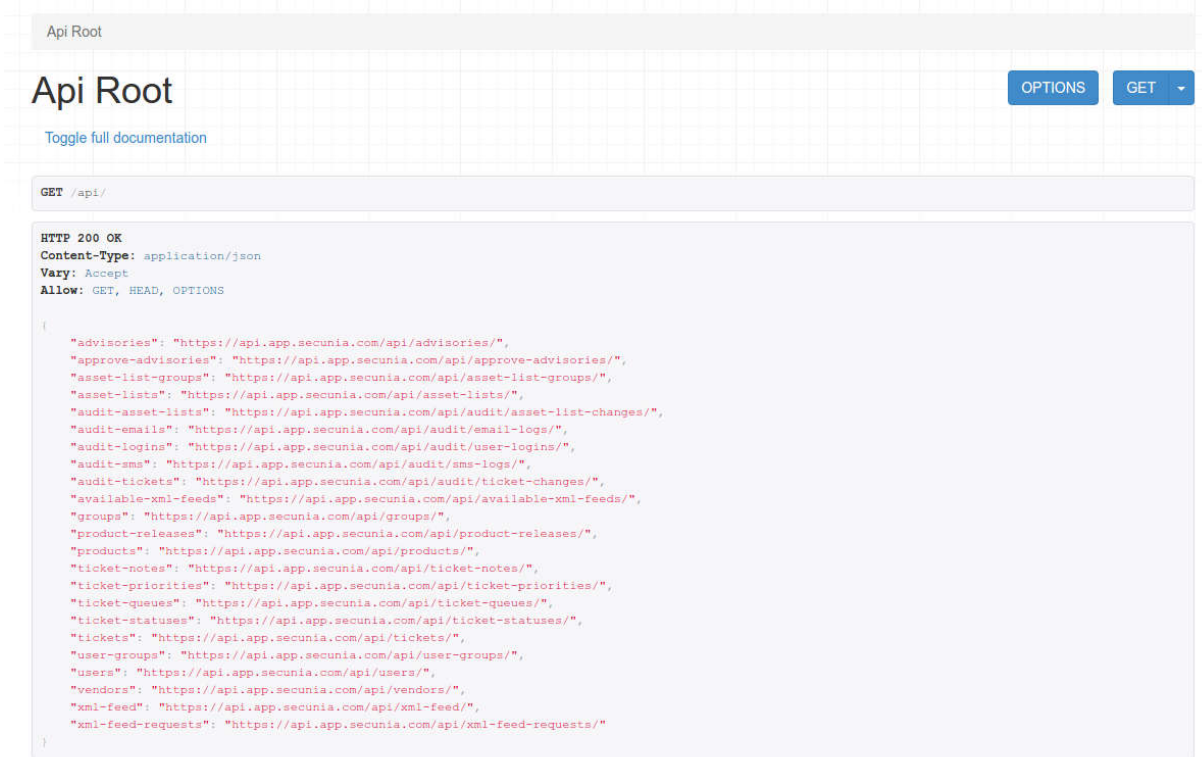 Api Root
Api Root
OPTIONS GET
Toggle full documentation
GET /api/
HTTP 200 OK
Content-Type: application/json
Vary: Accept
Allow: GET, HEAD, OPTIONS
{
"advisories": "https://api.app.secunia.com/api/advisories/",
"approve-advisories": "https://api.app.secunia.com/api/approve-advisories/",
"asset-list-groups": "https://api.app.secunia.com/api/asset-list-groups/",
"asset-lists": "https://api.app.secunia.com/api/asset-lists/",
"audit-asset-lists": "https://api.app.secunia.com/api/audit/asset-list-changes/",
"audit-emails": "https://api.app.secunia.com/api/audit/email-logs/",
"audit-logins": "https://api.app.secunia.com/api/audit/user-logins/",
"audit-sms": "https://api.app.secunia.com/api/audit/sms-logs/",
"audit-tickets": "https://api.app.secunia.com/api/audit/ticket-changes/",
"available-xml-feeds": "https://api.app.secunia.com/api/available-xml-feeds/",
"groups": "https://api.app.secunia.com/api/groups/",
"product-releases": "https://api.app.secunia.com/api/product-releases/",
"products": "https://api.app.secunia.com/api/products/",
"ticket-notes": "https://api.app.secunia.com/api/ticket-notes/",
"ticket-priorities": "https://api.app.secunia.com/api/ticket-priorities/",
"ticket-queues": "https://api.app.secunia.com/api/ticket-queues/",
"ticket-statuses": "https://api.app.secunia.com/api/ticket-statuses/",
"tickets": "https://api.app.secunia.com/api/tickets/",
"user-groups": "https://api.app.secunia.com/api/user-groups/",
"users": "https://api.app.secunia.com/api/users/",
"vendors": "https://api.app.secunia.com/api/vendors/",
"xml-feed": "https://api.app.secunia.com/api/xml-feed/",
"xml-feed-requests": "https://api.app.secunia.com/api/xml-feed-requests/"
}